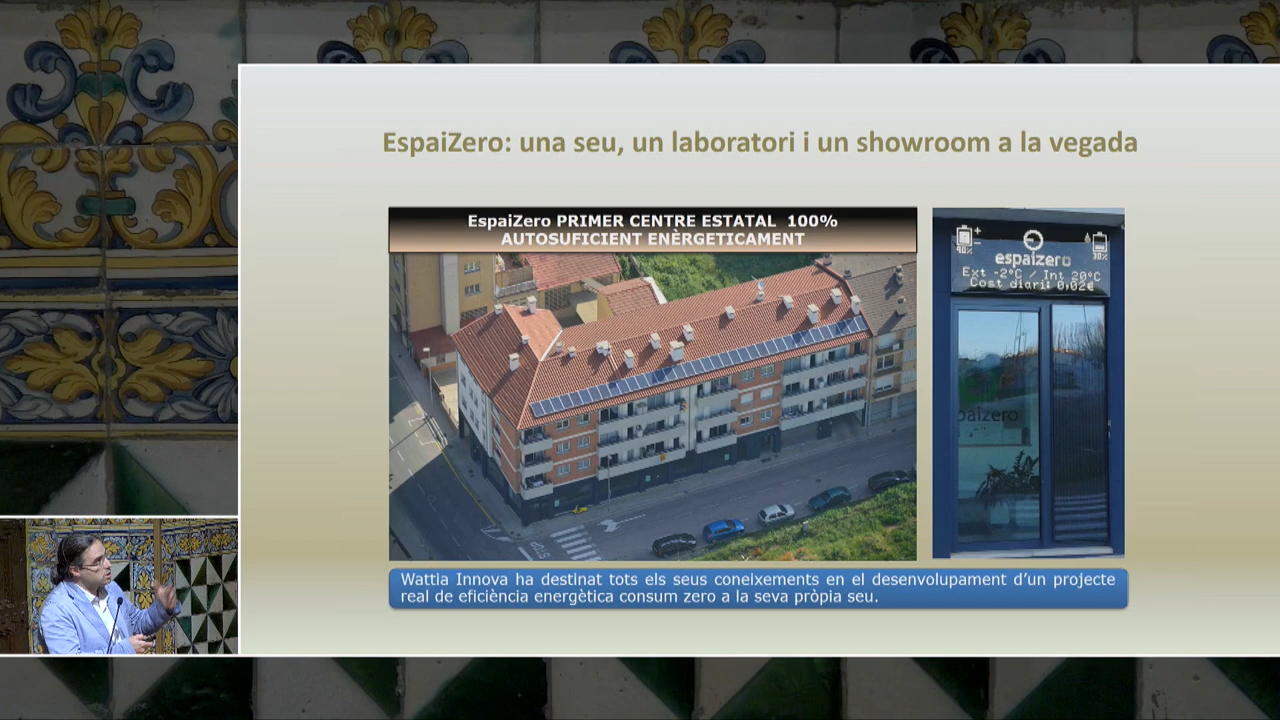 EspaiZero: una seu, un laboratori i un showroom a la vegada
EspaiZero PRIMER CENTRE ESTATAL 100%
AUTOSUFICIENT ENÈRGETICAMENT
espaizero
Ext -2°C / Int 20°C
Cost diari: 0,02€
paizero
STOP
Wattia Innova ha destinat tots els seus coneixements en el desenvolupament d'un projecte
real de eficiència energètica consum zero a la seva pròpia seu.